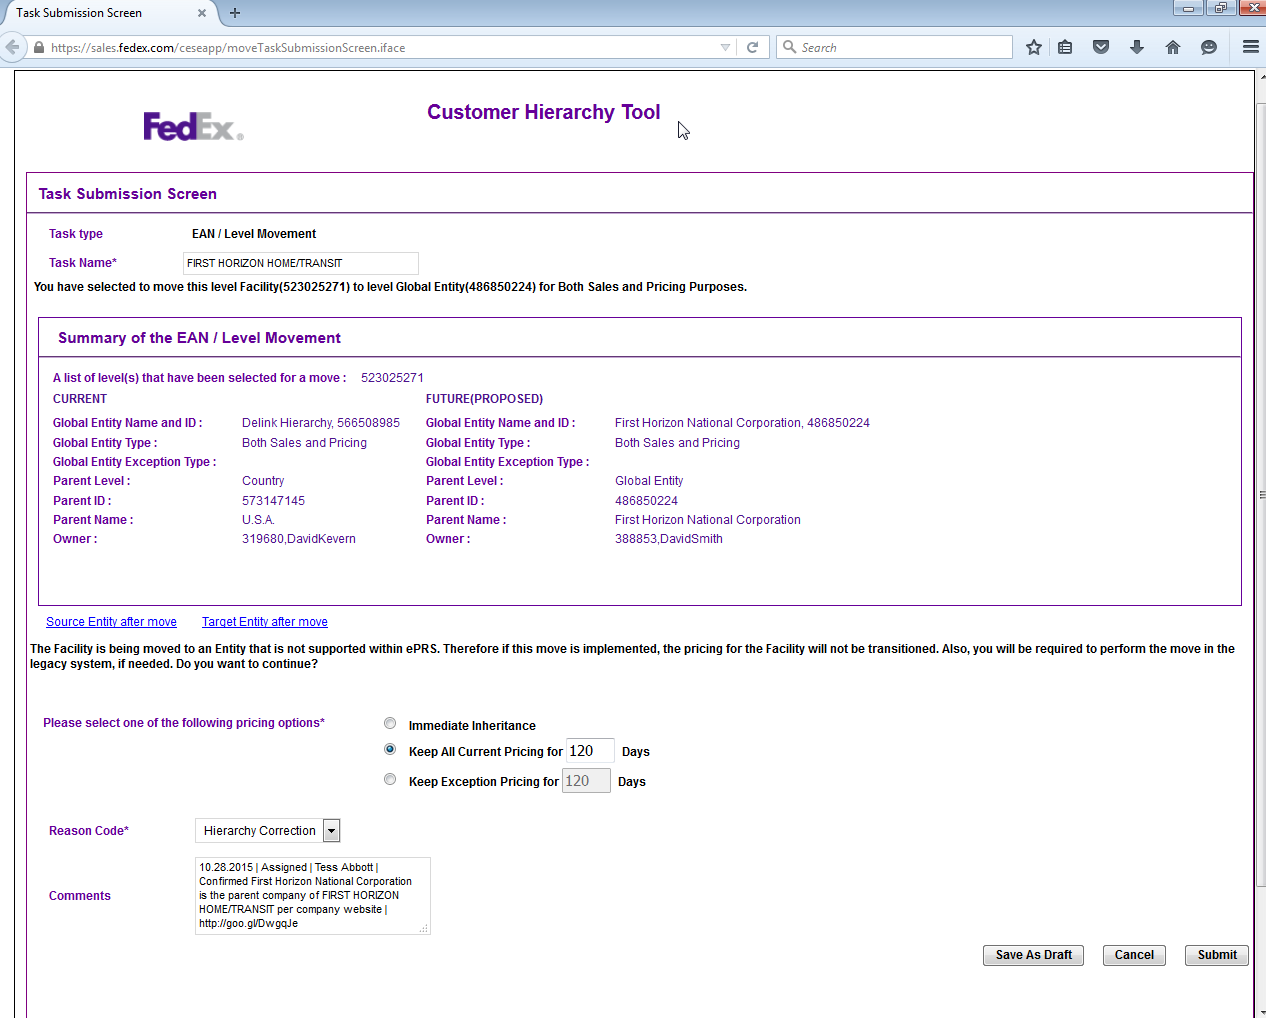 Task Submission Screen
https://sales.fedex.com/ceseapp/moveTaskSubmissionScreen.iface
Search
FedEx®
Customer Hierarchy Tool
Task Submission Screen
Task type EAN / Level Movement
Task Name* FIRST HORIZON HOME/TRANSIT
You have selected to move this level Facility(523025271) to level Global Entity(486850224) for Both Sales and Pricing Purposes.
Summary of the EAN / Level Movement
A list of level(s) that have been selected for a move : 523025271
CURRENT FUTURE(PROPOSED)
Global Entity Name and ID : Delink Hierarchy, 566508985 Global Entity Name and ID : First Horizon National Corporation, 486850224
Global Entity Type : Both Sales and Pricing Global Entity Type : Both Sales and Pricing
Global Entity Exception Type : Global Entity Exception Type :
Parent Level : Country Parent Level : Global Entity
Parent ID : 573147145 Parent ID : 486850224
Parent Name : U.S.A. Parent Name : First Horizon National Corporation
Owner : 319680,DavidKevern Owner : 388853,DavidSmith
Source Entity after move Target Entity after move
The Facility is being moved to an Entity that is not supported within ePRS. Therefore if this move is implemented, the pricing for the Facility will not be transitioned. Also, you will be required to perform the move in the
legacy system, if needed. Do you want to continue?
Please select one of the following pricing options* Immediate Inheritance
Keep All Current Pricing for 120 Days
Keep Exception Pricing for 120 Days
Reason Code* Hierarchy Correction
Comments
10.28.2015 | Assigned | Tess Abbott |
Confirmed First Horizon National Corporation
is the parent company of FIRST HORIZON
HOME/TRANSIT per company website |
http://goo.gl/DwgqJe
Save As Draft Cancel Submit